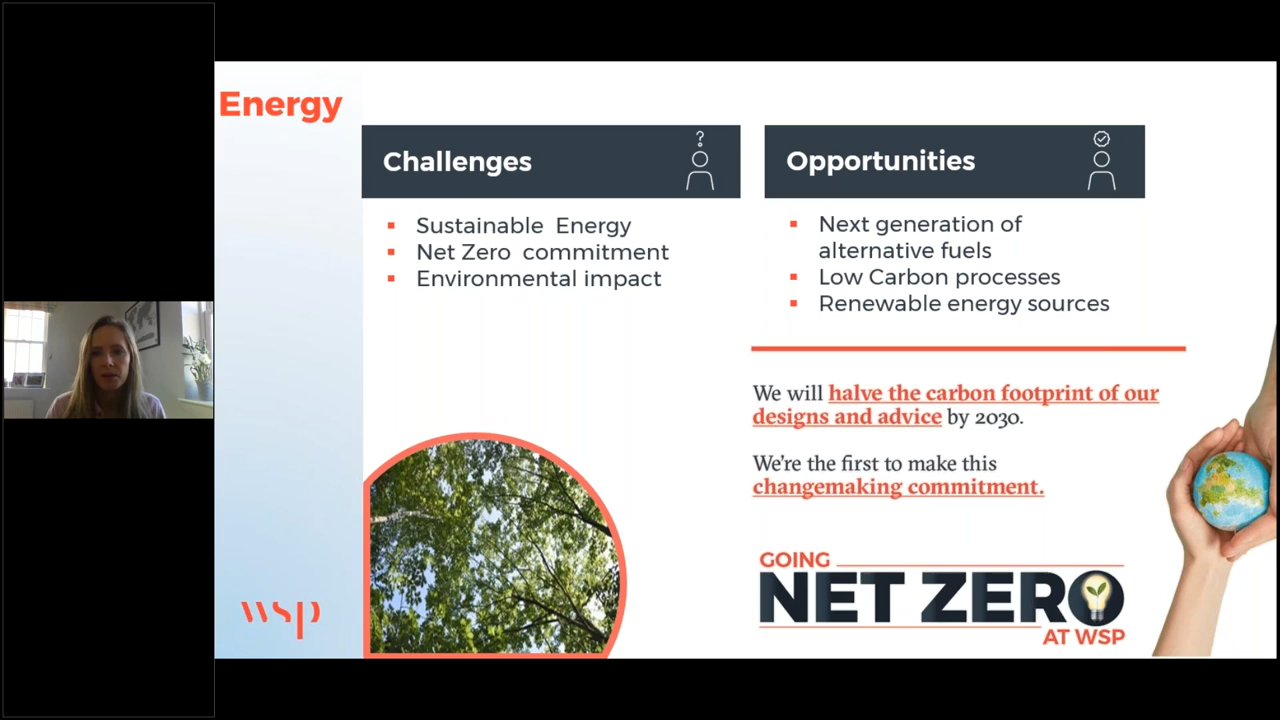 Energy
Challenges
Sustainable  Energy
Net Zero  commitment
Environmental impact
Opportunities
Next generation of
alternative fuels
Low Carbon processes
Renewable energy sources
We will halve the carbon footprint of our
designs and advice by 2030.
We're the first to make this
changemaking commitment.
GOING
NET ZERO
AT WSP
wsp